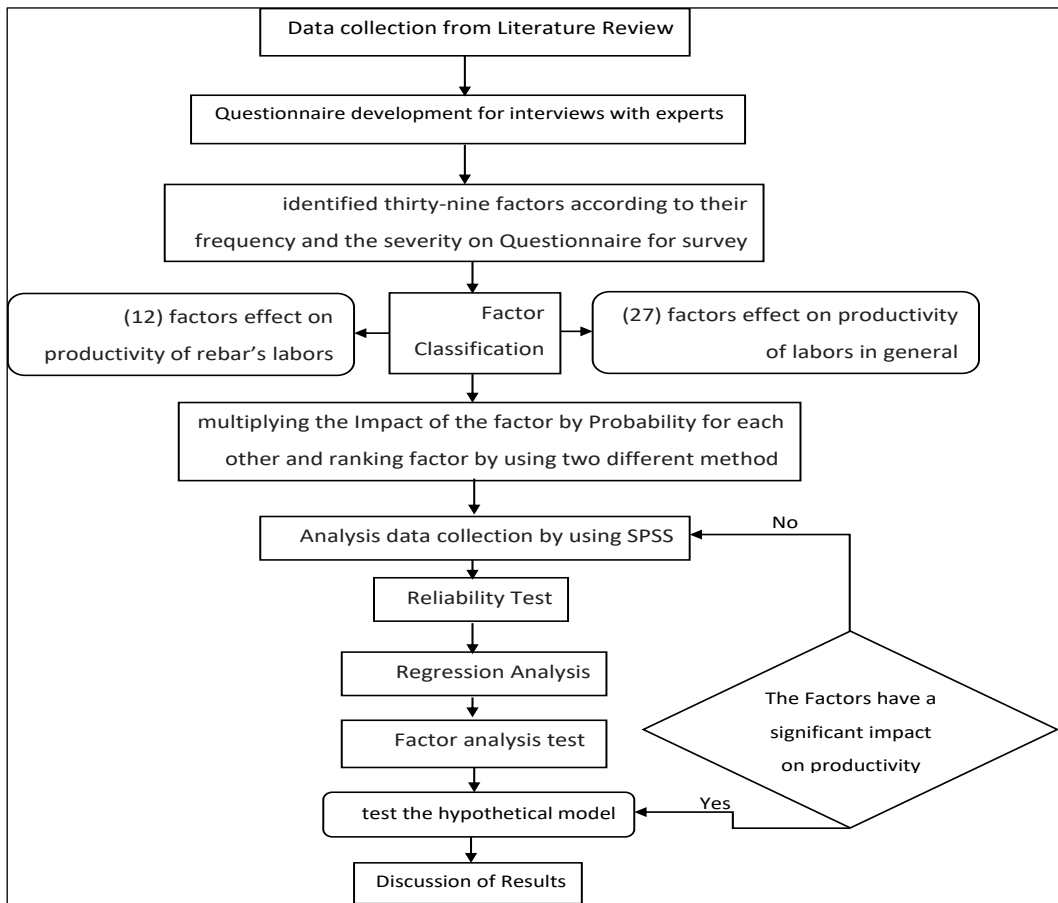 Data collection from Literature Review
Questionnaire development for interviews with experts
identified thirty-nine factors according to their
frequency and the severity on Questionnaire for survey
(12) factors effect on
productivity of rebar's labors
Factor
Classification
(27) factors effect on productivity
of labors in general
multiplying the Impact of the factor by Probability for each
other and ranking factor by using two different method
Analysis data collection by using SPSS
No
Reliability Test
Regression Analysis
Factor analysis test
The Factors have a
significant impact
on productivity
test the hypothetical model
Yes
Discussion of Results